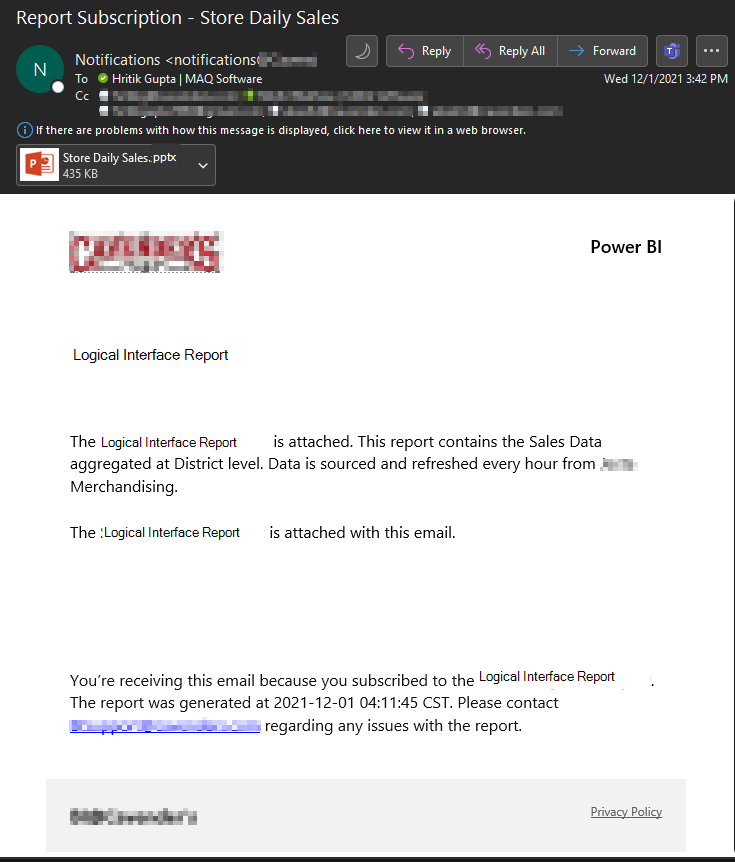 Report Subscription - Store Daily Sales
N
Notifications <notifications
Reply
Reply All
Forward
To Hritik Gupta | MAQ Software
Wed 12/1/2021 3:42 PM
Cc
If there are problems with how this message is displayed, click here to view it in a web browser.
Store Daily Sales.pptx
435 KB
Power BI
Logical Interface Report
The Logical Interface Report is attached. This report contains the Sales Data
aggregated at District level. Data is sourced and refreshed every hour from
Merchandising.
The Logical Interface Report is attached with this email.
You're receiving this email because you subscribed to the Logical Interface Report .
The report was generated at 2021-12-01 04:11:45 CST. Please contact
regarding any issues with the report.
Privacy Policy